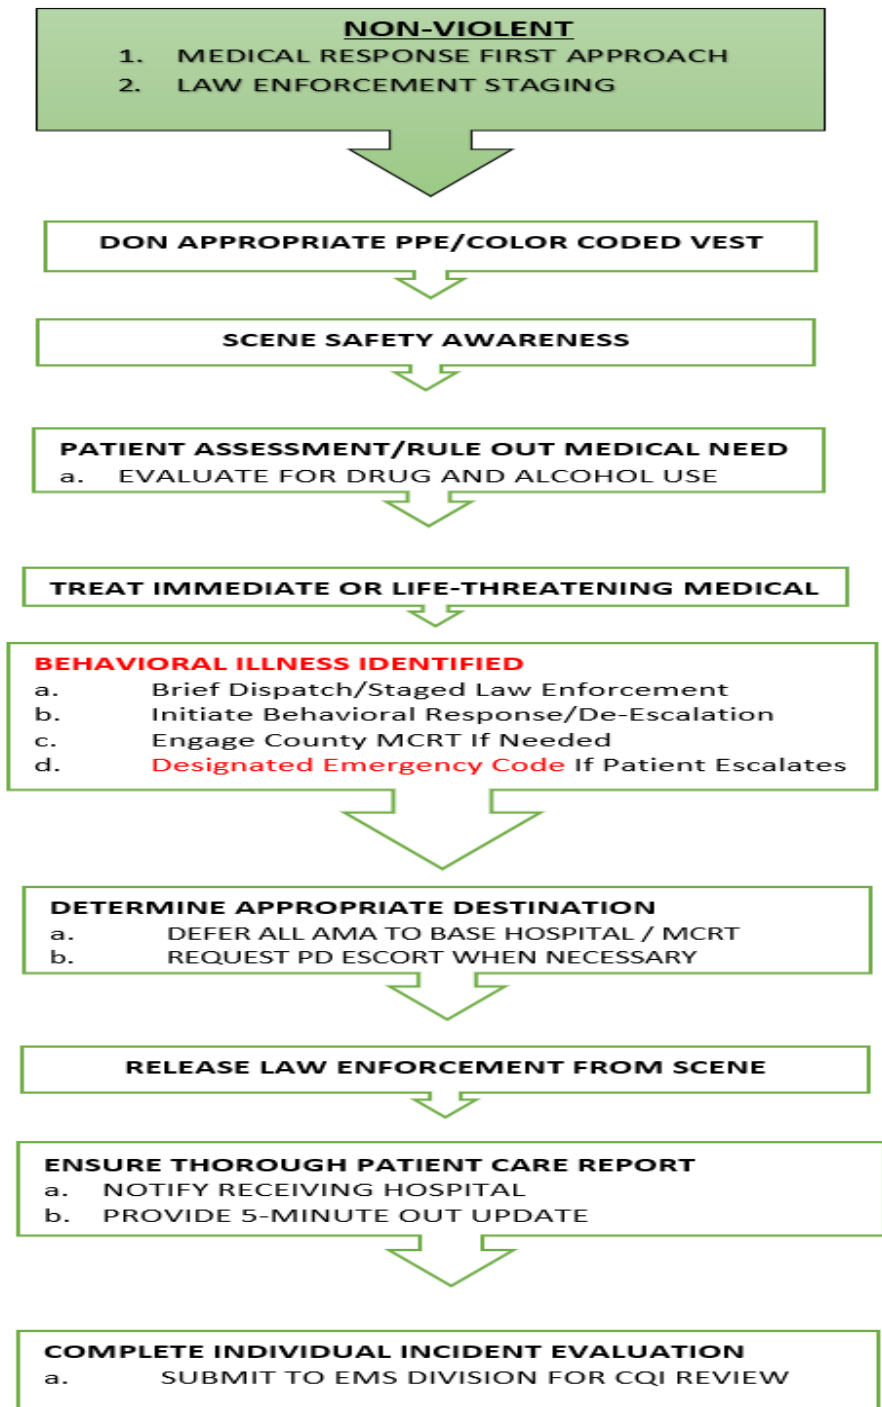 NON-VIOLENT
1. MEDICAL RESPONSE FIRST APPROACH
2. LAW ENFORCEMENT STAGING
DON APPROPRIATE PPE/COLOR CODED VEST
SCENE SAFETY AWARENESS
PATIENT ASSESSMENT/RULE OUT MEDICAL NEED
a. EVALUATE FOR DRUG AND ALCOHOL USE
TREAT IMMEDIATE OR LIFE-THREATENING MEDICAL
BEHAVIORAL ILLNESS IDENTIFIED
a. Brief Dispatch/Staged Law Enforcement
b. Initiate Behavioral Response/De-Escalation
c. Engage County MCRT If Needed
d. Designated Emergency Code If Patient Escalates
DETERMINE APPROPRIATE DESTINATION
a. DEFER ALL AMA TO BASE HOSPITAL / MCRT
b. REQUEST PD ESCORT WHEN NECESSARY
RELEASE LAW ENFORCEMENT FROM SCENE
ENSURE THOROUGH PATIENT CARE REPORT
a. NOTIFY RECEIVING HOSPITAL
b. PROVIDE 5-MINUTE OUT UPDATE
COMPLETE INDIVIDUAL INCIDENT EVALUATION
a. SUBMIT TO EMS DIVISION FOR CQI REVIEW